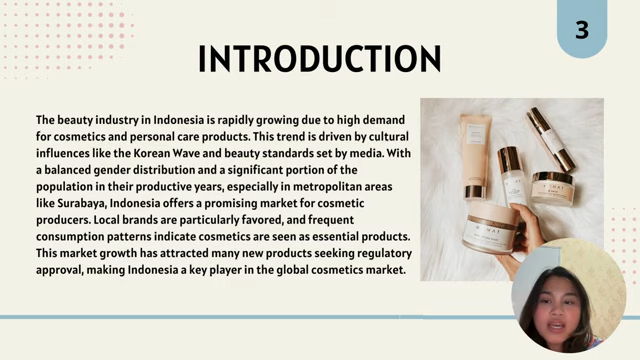 3
INTRODUCTION
The beauty industry in Indonesia is rapidly growing due to high demand
for cosmetics and personal care products. This trend is driven by cultural
influences like the Korean Wave and beauty standards set by media. With
a balanced gender distribution and a significant portion of the
population in their productive years, especially in metropolitan areas
like Surabaya, Indonesia offers a promising market for cosmetic
producers. Local brands are particularly favored, and frequent
consumption patterns indicate cosmetics are seen as essential products.
This market growth has attracted many new products seeking regulatory
approval, making Indonesia a key player in the global cosmetics market.